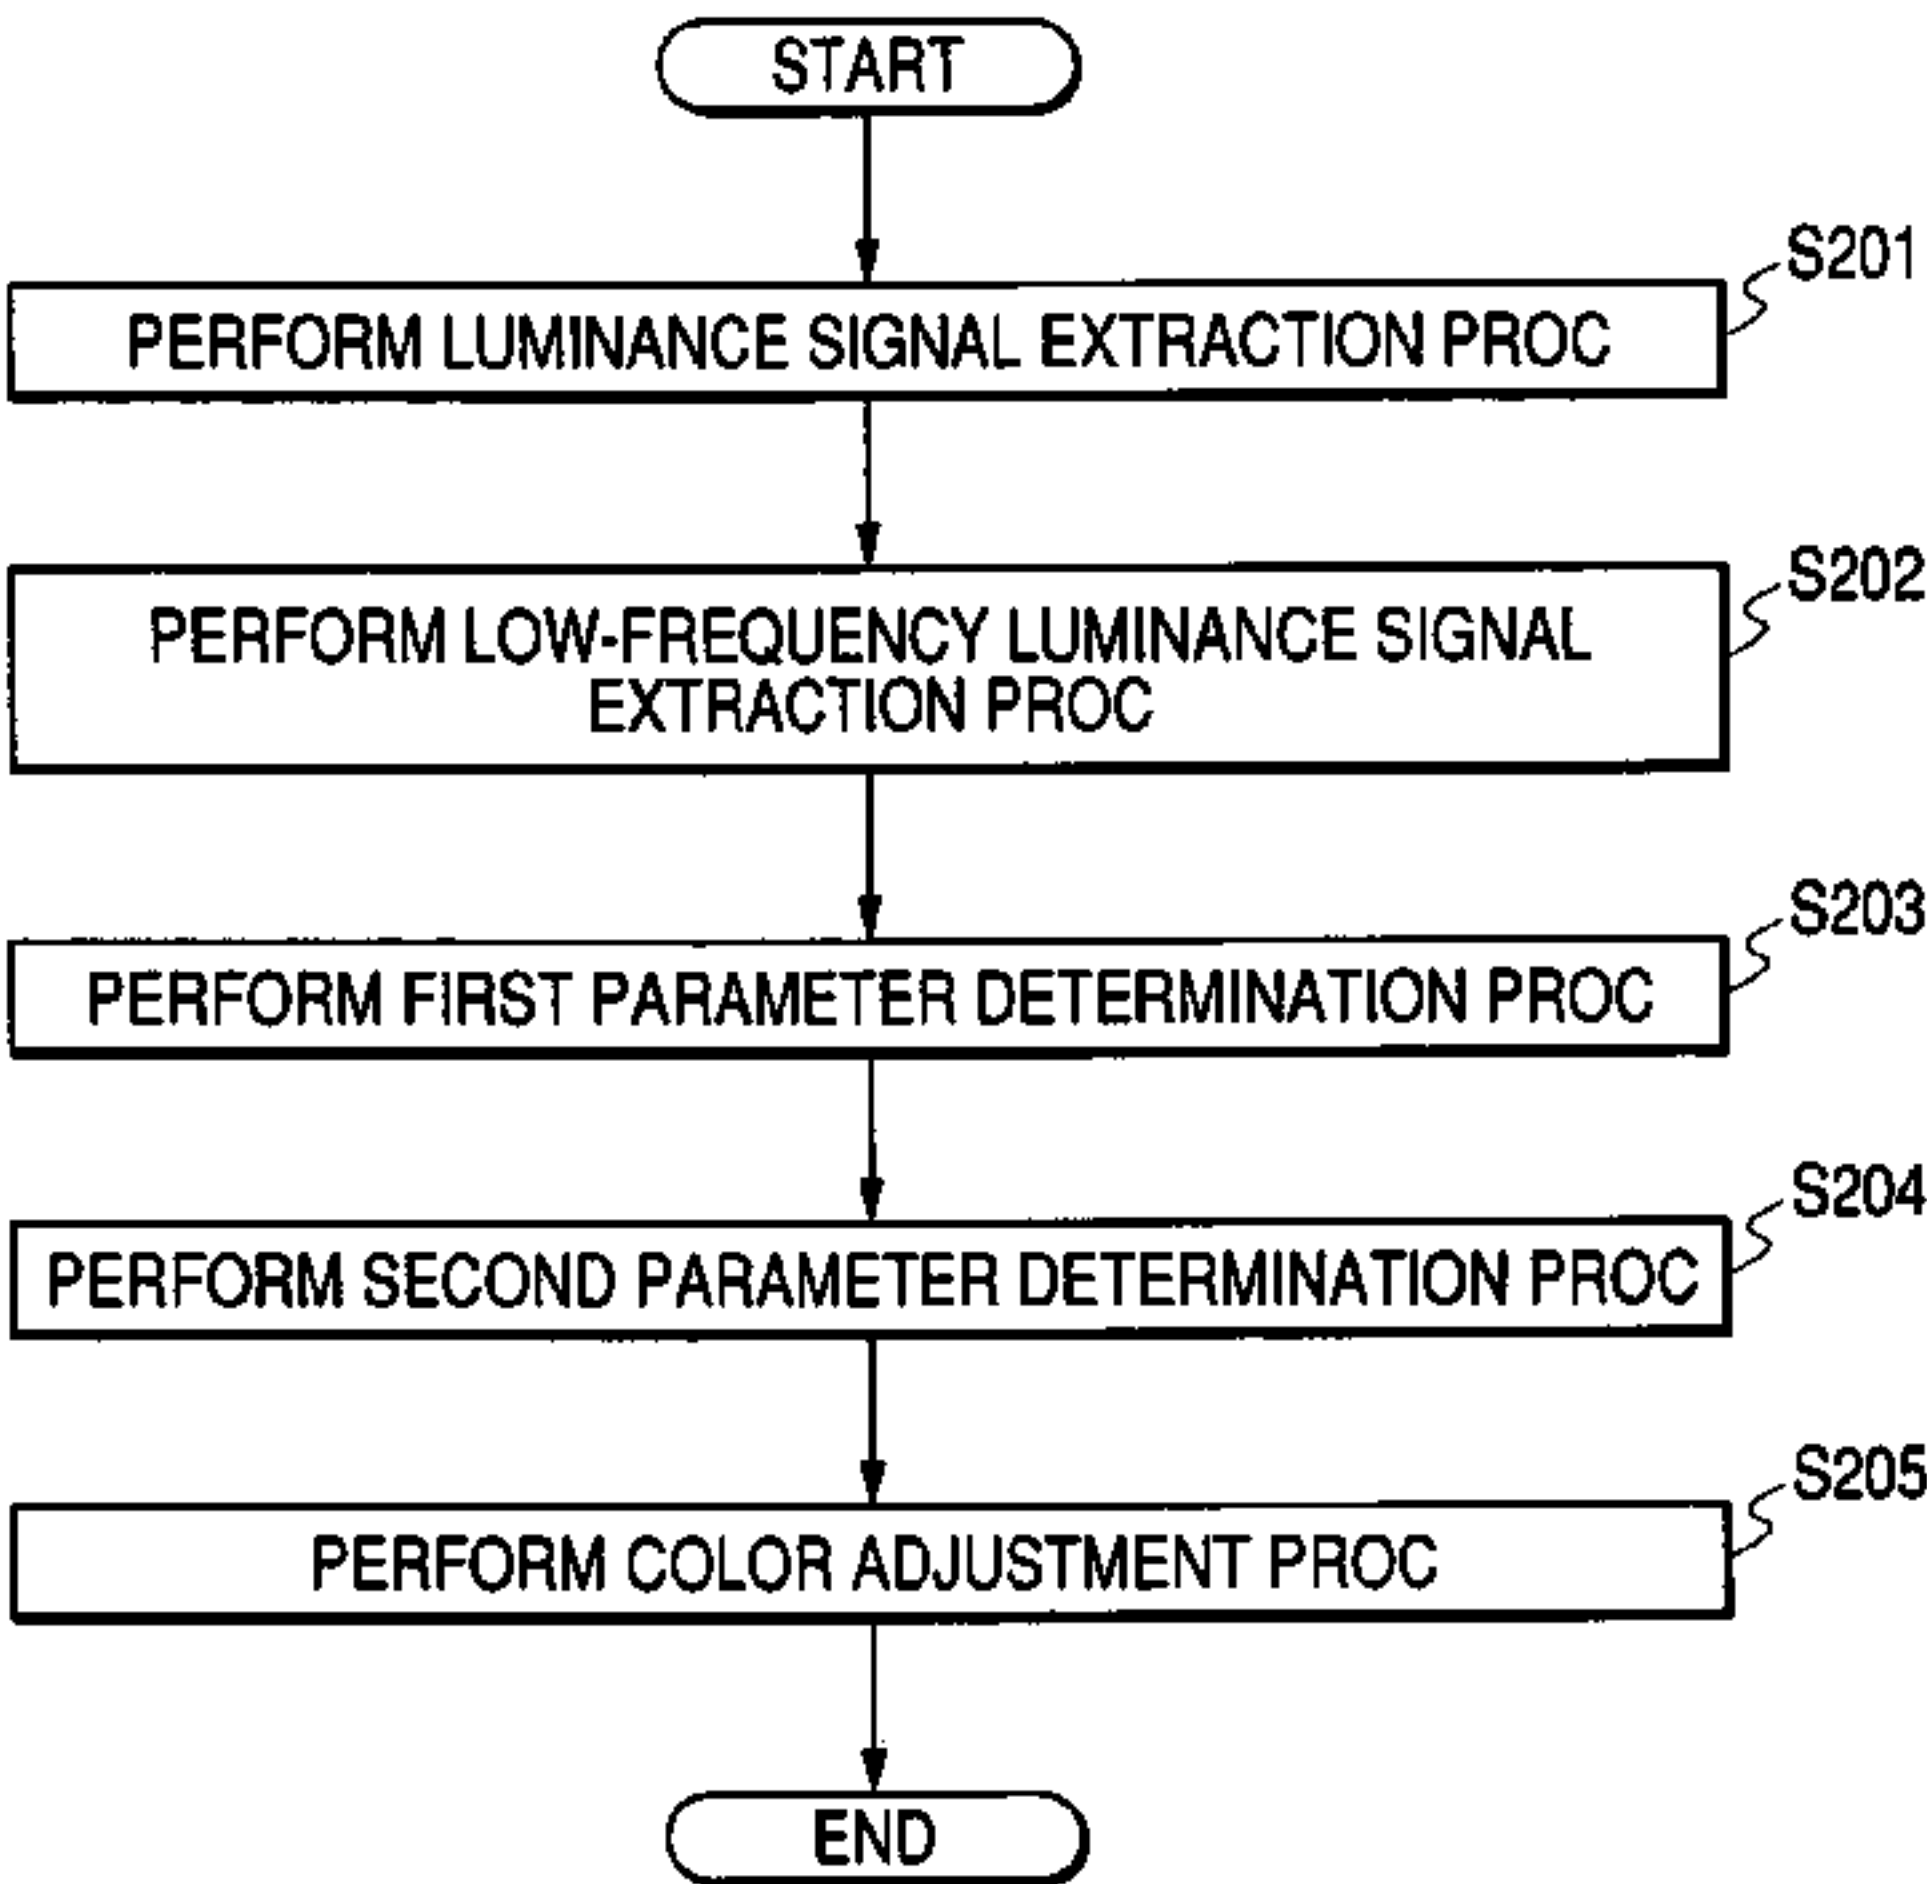 START
S201
PERFORM LUMINANCE SIGNAL EXTRACTION PROC
S202
PERFORM LOW-FREQUENCY LUMINANCE SIGNAL
EXTRACTION PROC
S203
PERFORM FIRST PARAMETER DETERMINATION PROC
S204
PERFORM SECOND PARAMETER DETERMINATION PROC
S205
PERFORM COLOR ADJUSTMENT PROC
END